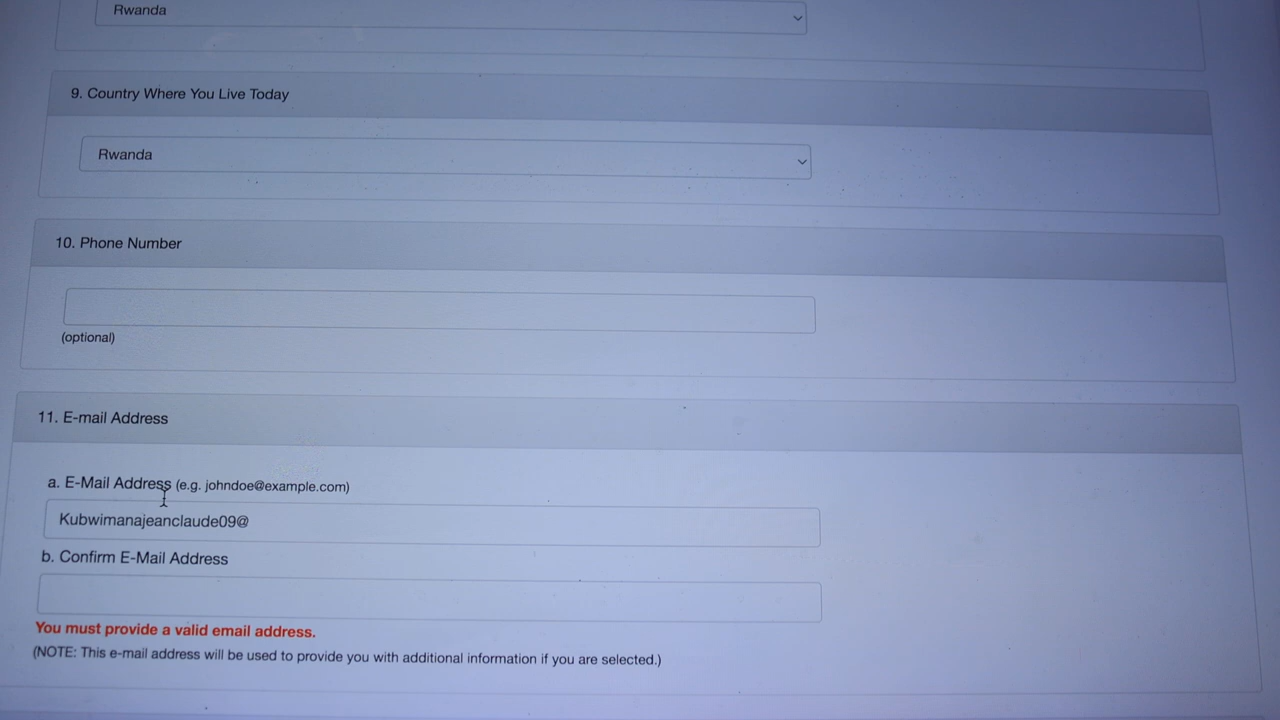 Rwanda
9. Country Where You Live Today
Rwanda
10. Phone Number
(optional)
11. E-mail Address
a. E-Mail Address (e.g. johndoe@example.com)
Kubwimanajeanclaude09@
b. Confirm E-Mail Address
You must provide a valid email address.
(NOTE: This e-mail address will be used to provide you with additional information if you are selected.)